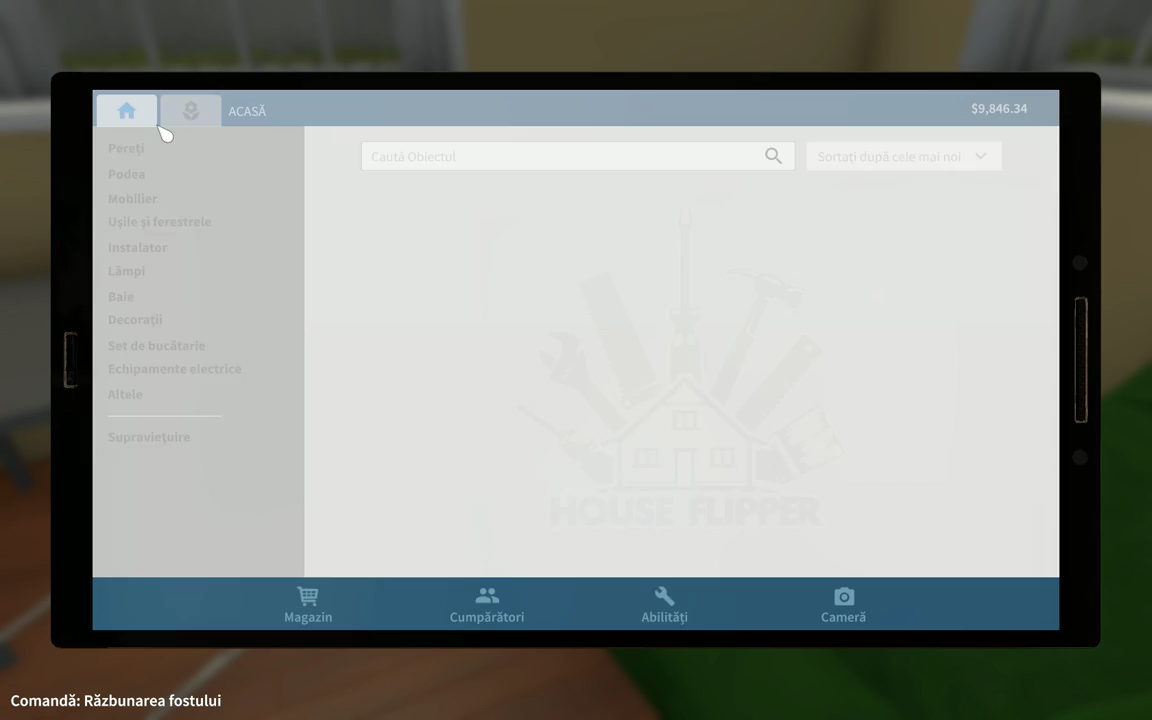 ACASĂ
$9,846.34
Pereți
Podea
Mobilier
Ușile și ferestrele
Instalator
Lămpi
Baie
Decorații
Set de bucătarie
Echipamente electrice
Altele
Supraviețuire
Caută Obiectul
Sortați după cele mai noi
HOUSE FLIPPER
Magazin
Cumpărători
Abilități
Cameră
Comandă: Răzbunarea fostului